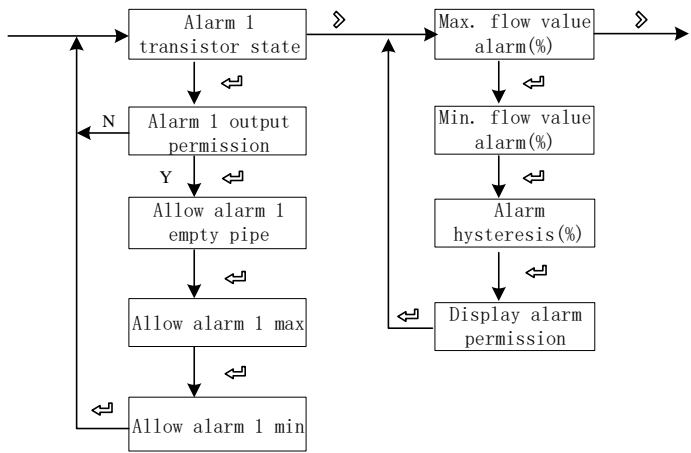 Alarm 1
transistor state
N
Alarm 1 output
permission
Y
Allow alarm 1
empty pipe
Allow alarm 1 max
Allow alarm 1 min
Max. flow value
alarm(%)
Min. flow value
alarm(%)
Alarm
hysteresis(%)
Display alarm
permission